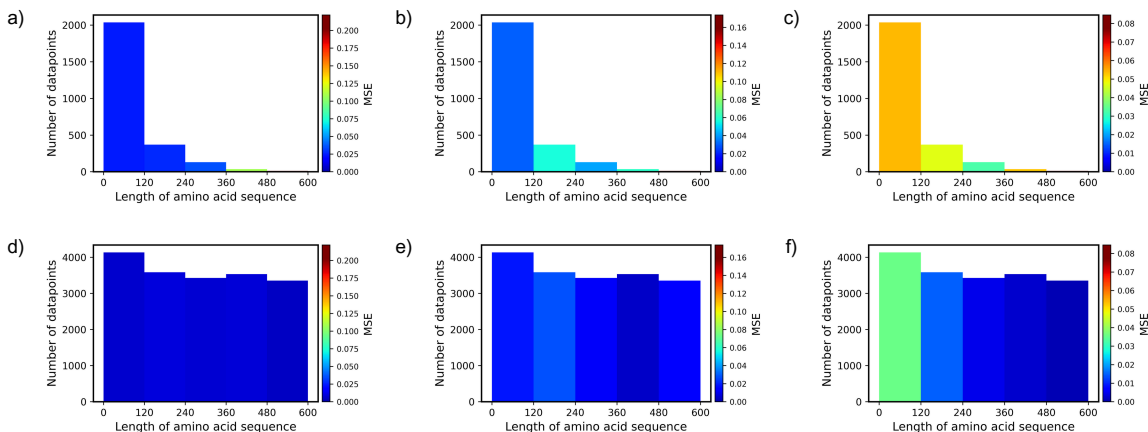 a)
Number of datapoints
2000
1500
1000
500
0
0 120 240 360 480 600
Length of amino acid sequence
0.200
0.175
0.150
0.125
0.100
0.075
0.050
0.025
0.000
MSE
b)
Number of datapoints
2000
1500
1000
500
0
0 120 240 360 480 600
Length of amino acid sequence
0.16
0.14
0.12
0.10
0.08
0.06
0.04
0.02
0.00
MSE
c)
Number of datapoints
2000
1500
1000
500
0
0 120 240 360 480 600
Length of amino acid sequence
0.08
0.07
0.06
0.05
0.04
0.03
0.02
0.01
0.00
MSE
d)
Number of datapoints
4000
3000
2000
1000
0
0 120 240 360 480 600
Length of amino acid sequence
0.200
0.175
0.150
0.125
0.100
0.075
0.050
0.025
0.000
MSE
e)
Number of datapoints
4000
3000
2000
1000
0
0 120 240 360 480 600
Length of amino acid sequence
0.16
0.14
0.12
0.10
0.08
0.06
0.04
0.02
0.00
MSE
f)
Number of datapoints
4000
3000
2000
1000
0
0 120 240 360 480 600
Length of amino acid sequence
0.08
0.07
0.06
0.05
0.04
0.03
0.02
0.01
0.00
MSE